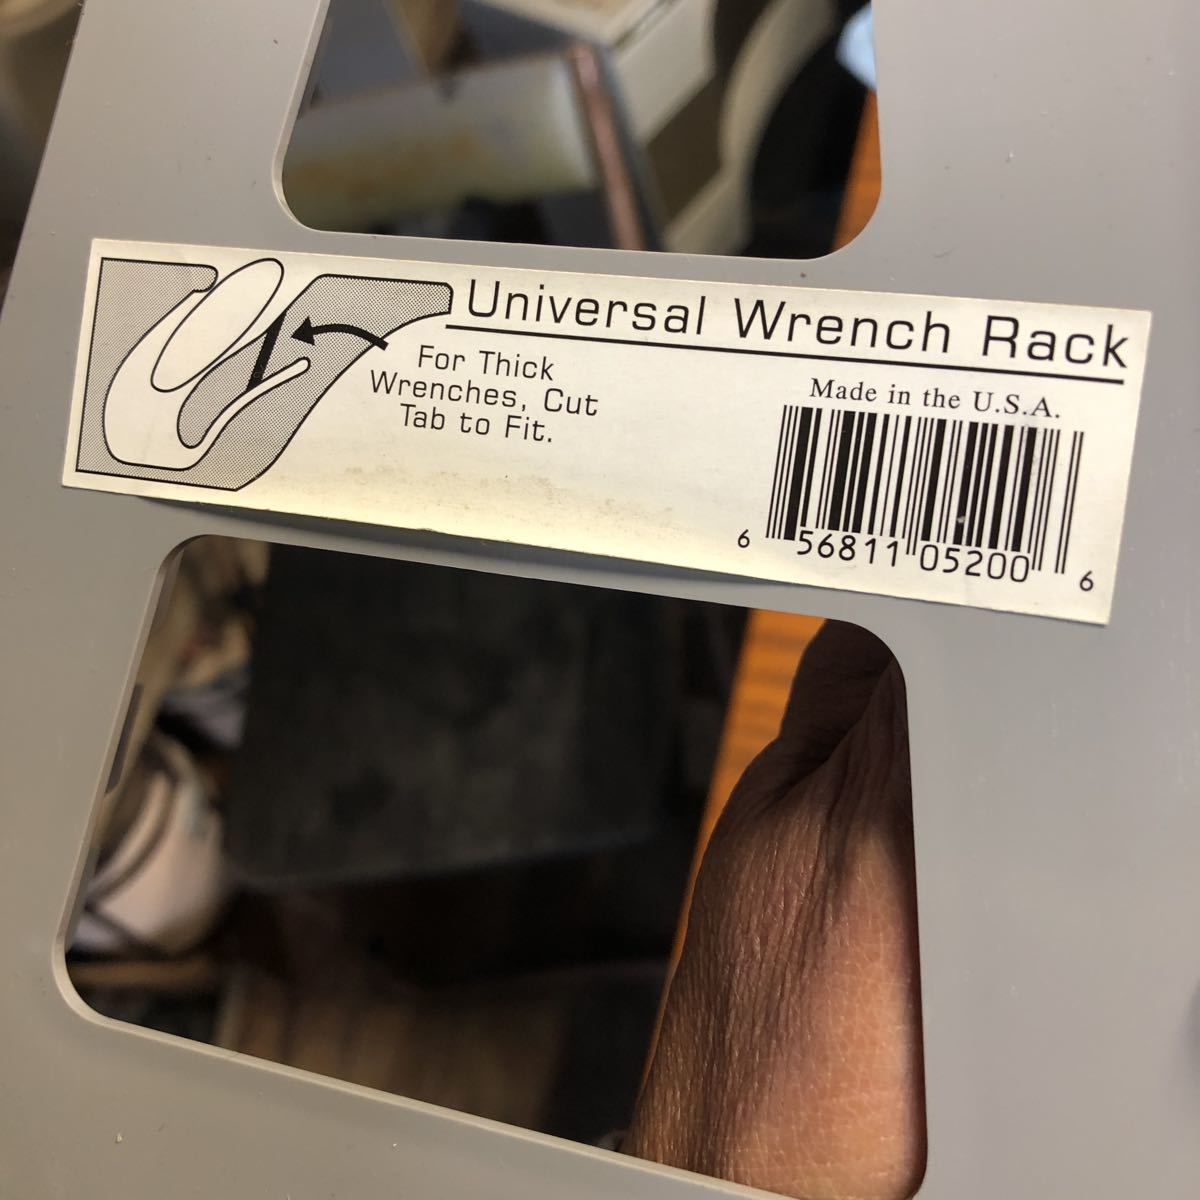 Universal Wrench Rack
For Thick
Wrenches, Cut
Tab to Fit.
Made in the U.S.A.
6 56811 05200 6